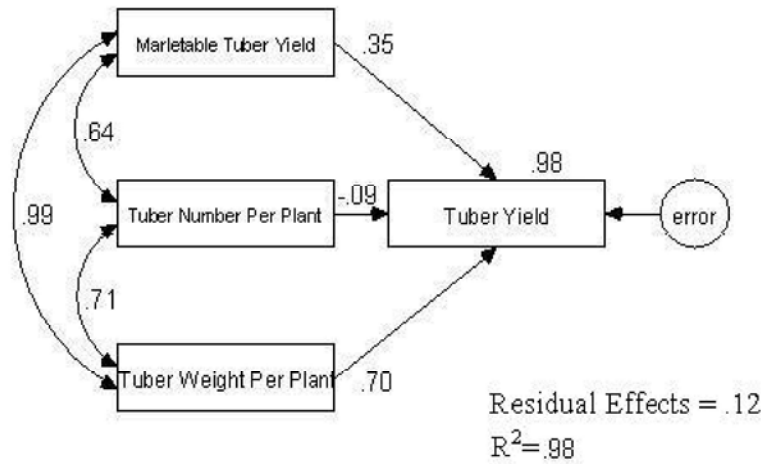 Marletable Tuber Yield
.35
.64
.98
-.09
Tuber Number Per Plant
Tuber Yield
error
.99
.71
Tuber Weight Per Plant
.70
Residual Effects = .12
R²=.98